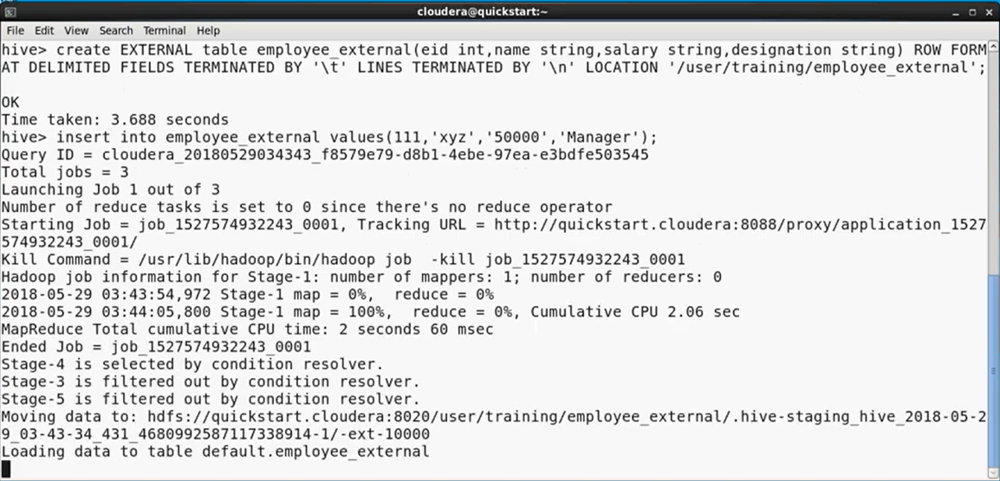 cloudera@quickstart:~
File Edit View Search Terminal Help
hive> create EXTERNAL table employee_external(eid int,name string,salary string,designation string) ROW FORM
AT DELIMITED FIELDS TERMINATED BY '\t' LINES TERMINATED BY '\n' LOCATION '/user/training/employee_external';
OK
Time taken: 3.688 seconds
hive> insert into employee_external values(111,'xyz','50000','Manager');
Query ID = cloudera_20180529034343_f8579e79-d8b1-4ebe-97ea-e3bdfe503545
Total jobs = 3
Launching Job 1 out of 3
Number of reduce tasks is set to 0 since there's no reduce operator
Starting Job = job_1527574932243_0001, Tracking URL = http://quickstart.cloudera:8088/proxy/application_1527
574932243_0001/
Kill Command = /usr/lib/hadoop/bin/hadoop job  -kill job_1527574932243_0001
Hadoop job information for Stage-1: number of mappers: 1; number of reducers: 0
2018-05-29 03:43:54,972 Stage-1 map = 0%,  reduce = 0%
2018-05-29 03:44:05,800 Stage-1 map = 100%,  reduce = 0%, Cumulative CPU 2.06 sec
MapReduce Total cumulative CPU time: 2 seconds 60 msec
Ended Job = job_1527574932243_0001
Stage-4 is selected by condition resolver.
Stage-3 is filtered out by condition resolver.
Stage-5 is filtered out by condition resolver.
Moving data to: hdfs://quickstart.cloudera:8020/user/training/employee_external/.hive-staging_hive_2018-05-2
9_03-43-34_431_4680992587117338914-1/-ext-10000
Loading data to table default.employee_external